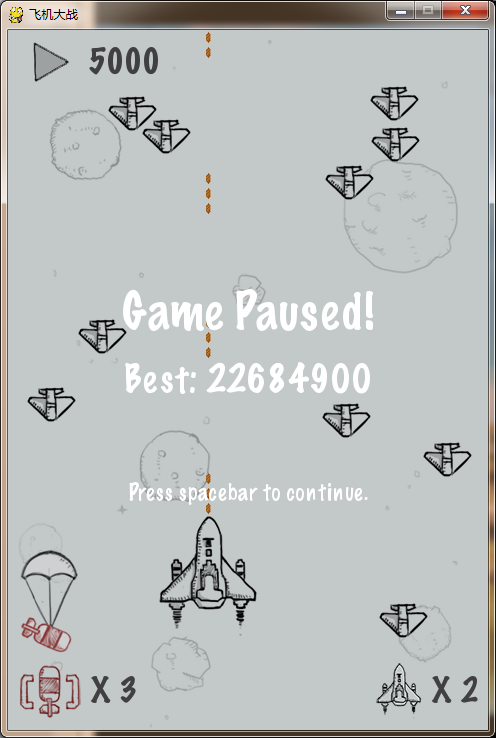 飞机大战
5000
Game Paused!
Best: 22684900
Press spacebar to continue.
X 3
X 2